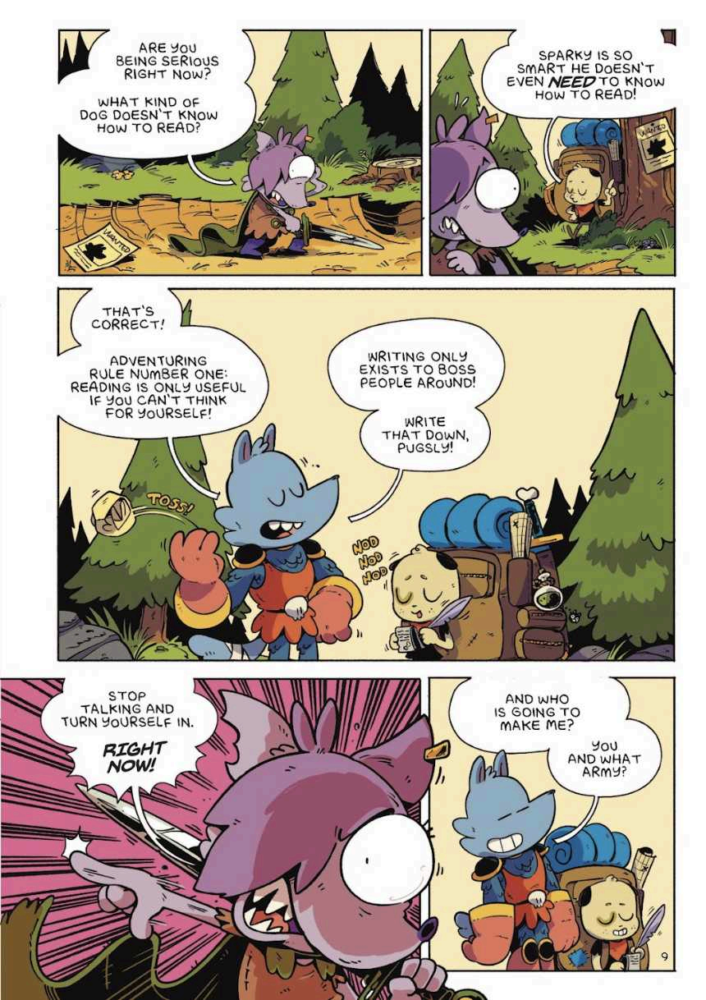 ARE YOU
BEING SERIOUS
RIGHT NOW?
WHAT KIND OF
DOG DOESN'T KNOW
HOW TO READ?
WANTED
SPARKY IS SO
SMART HE DOESN'T
EVEN NEED TO KNOW
HOW TO READ!
WANTED
THAT'S
CORRECT!
ADVENTURING
RULE NUMBER ONE:
READING IS ONLY USEFUL
IF YOU CAN'T THINK
FOR YOURSELF!
WRITING ONLY
EXISTS TO BOSS
PEOPLE AROUND!
WRITE
THAT DOWN,
PUGSLY!
TOSS!
NOD
NOD
NOD
STOP
TALKING AND
TURN YOURSELF IN.
RIGHT
NOW!
AND WHO
IS GOING TO
MAKE ME?
YOU
AND WHAT
ARMY?
9